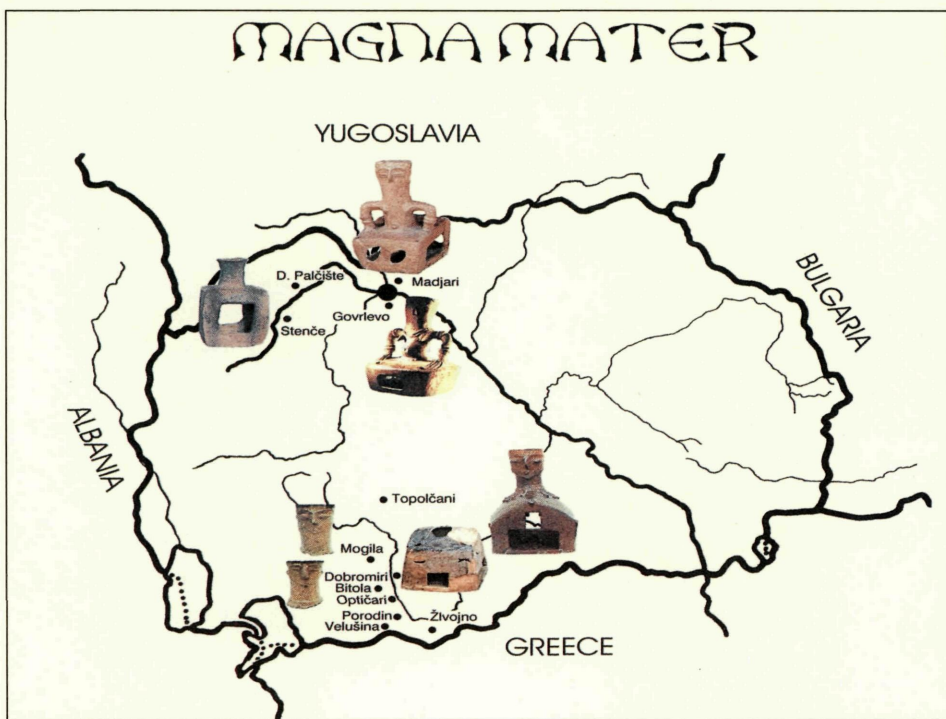 MAGNA MATER
YUGOSLAVIA
D. Palčište
Madjari
BULGARIA
Govrlevo
Stenče
ALBANIA
Topolčani
Mogila
Dobromiri
Bitola
Optičari
Porodin
Žlvojno
Velušina
GREECE